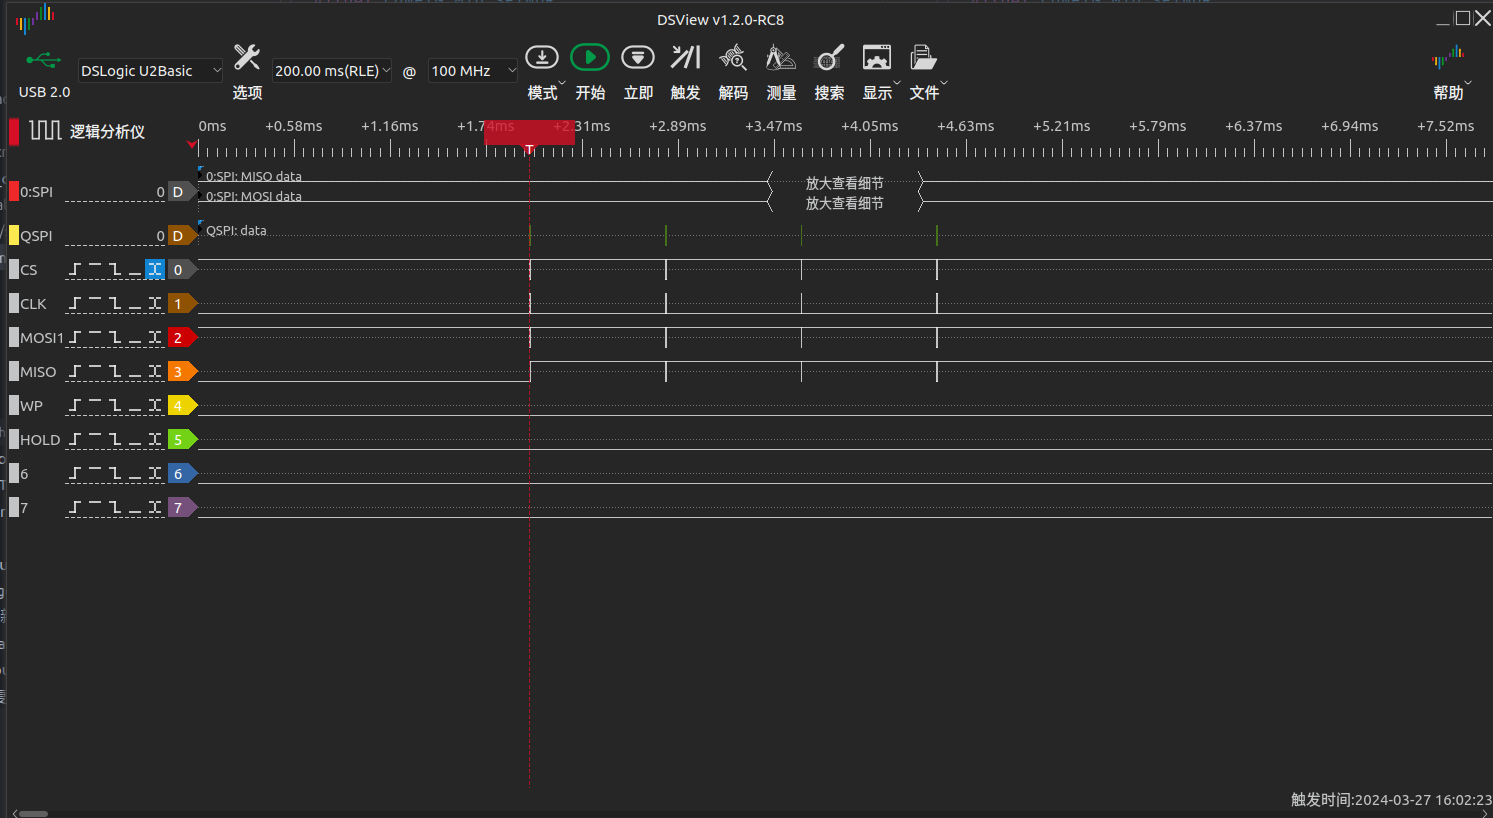 DSView v1.2.0-RC8
USB 2.0
DSLogic U2Basic
选项
200.00 ms(RLE)
@
100 MHz
模式
开始
立即
触发
解码
测量
搜索
显示
文件
帮助
逻辑分析仪
0ms +0.58ms +1.16ms +1.74ms +2.31ms +2.89ms +3.47ms +4.05ms +4.63ms +5.21ms +5.79ms +6.37ms +6.94ms +7.52ms
T
0:SPI 0 D
0:SPI: MISO data 放大查看细节
0:SPI: MOSI data 放大查看细节
QSPI 0 D QSPI: data
CS 0
CLK 1
MOSI1 2
MISO 3
WP 4
HOLD 5
6 6
7 7
触发时间:2024-03-27 16:02:23